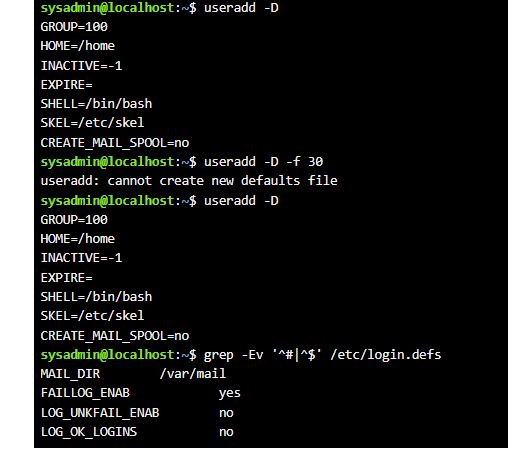 sysadmin@localhost:~$ useradd -D
GROUP=100
HOME=/home
INACTIVE=-1
EXPIRE=
SHELL=/bin/bash
SKEL=/etc/skel
CREATE_MAIL_SPOOL=no
sysadmin@localhost:~$ useradd -D -f 30
useradd: cannot create new defaults file
sysadmin@localhost:~$ useradd -D
GROUP=100
HOME=/home
INACTIVE=-1
EXPIRE=
SHELL=/bin/bash
SKEL=/etc/skel
CREATE_MAIL_SPOOL=no
sysadmin@localhost:~$ grep -Ev '^#|^$' /etc/login.defs
MAIL_DIR        /var/mail
FAILLOG_ENAB            yes
LOG_UNKFAIL_ENAB        no
LOG_OK_LOGINS           no